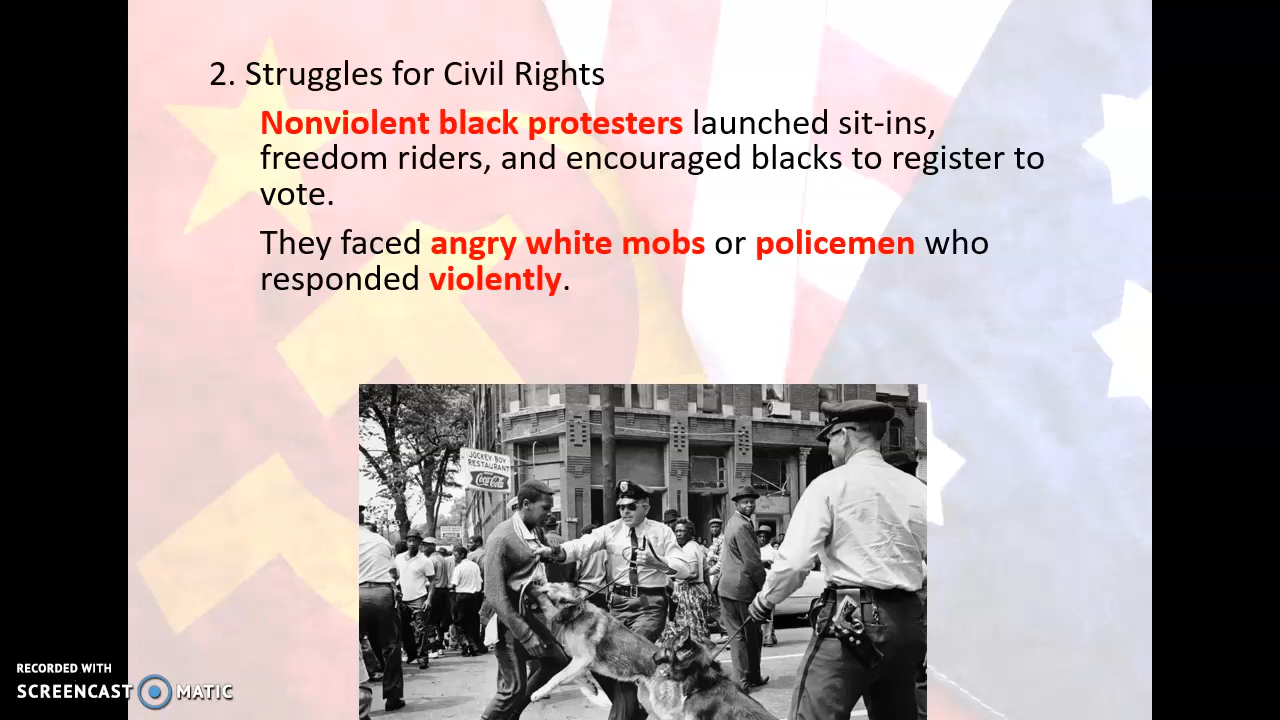 2. Struggles for Civil Rights
Nonviolent black protesters launched sit-ins,
freedom riders, and encouraged blacks to register to
vote.
They faced angry white mobs or policemen who
responded violently.
JOCKEY BOY
RESTAURANT
Coca-Cola
RECORDED WITH
SCREENCAST MATIC